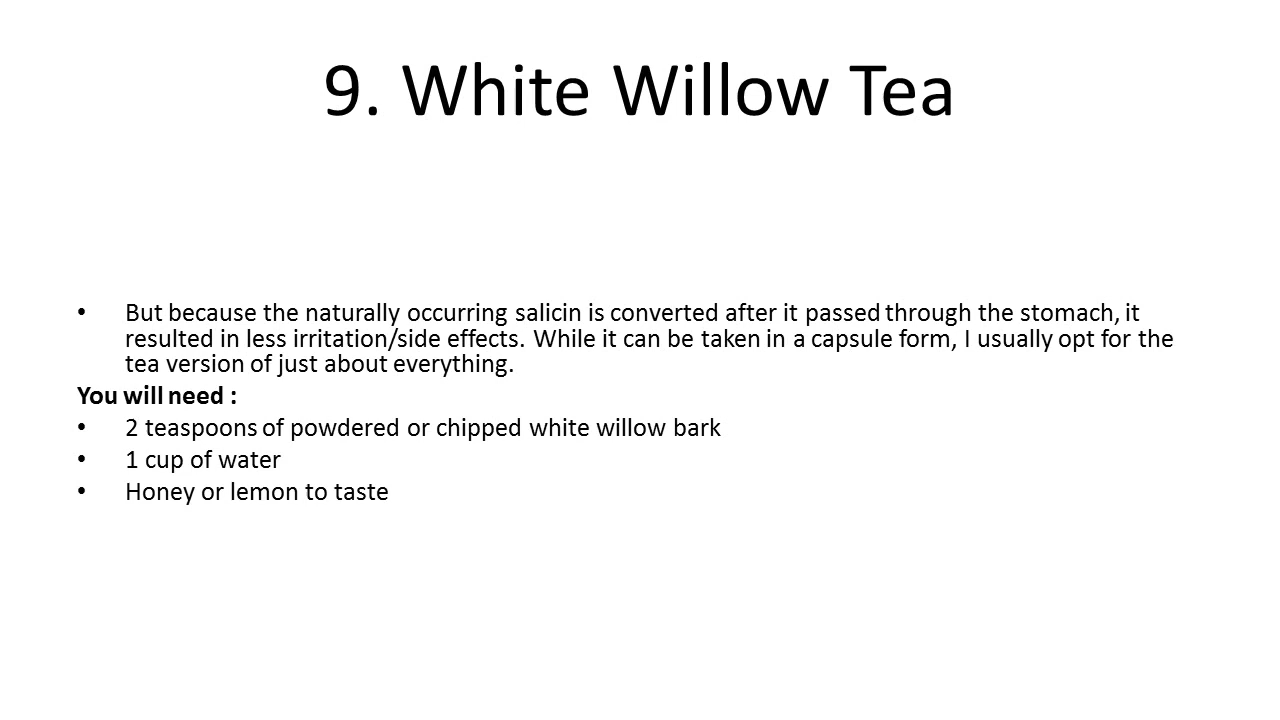 9. White Willow Tea
• But because the naturally occurring salicin is converted after it passed through the stomach, it
resulted in less irritation/side effects. While it can be taken in a capsule form, I usually opt for the
tea version of just about everything.
You will need :
• 2 teaspoons of powdered or chipped white willow bark
• 1 cup of water
• Honey or lemon to taste